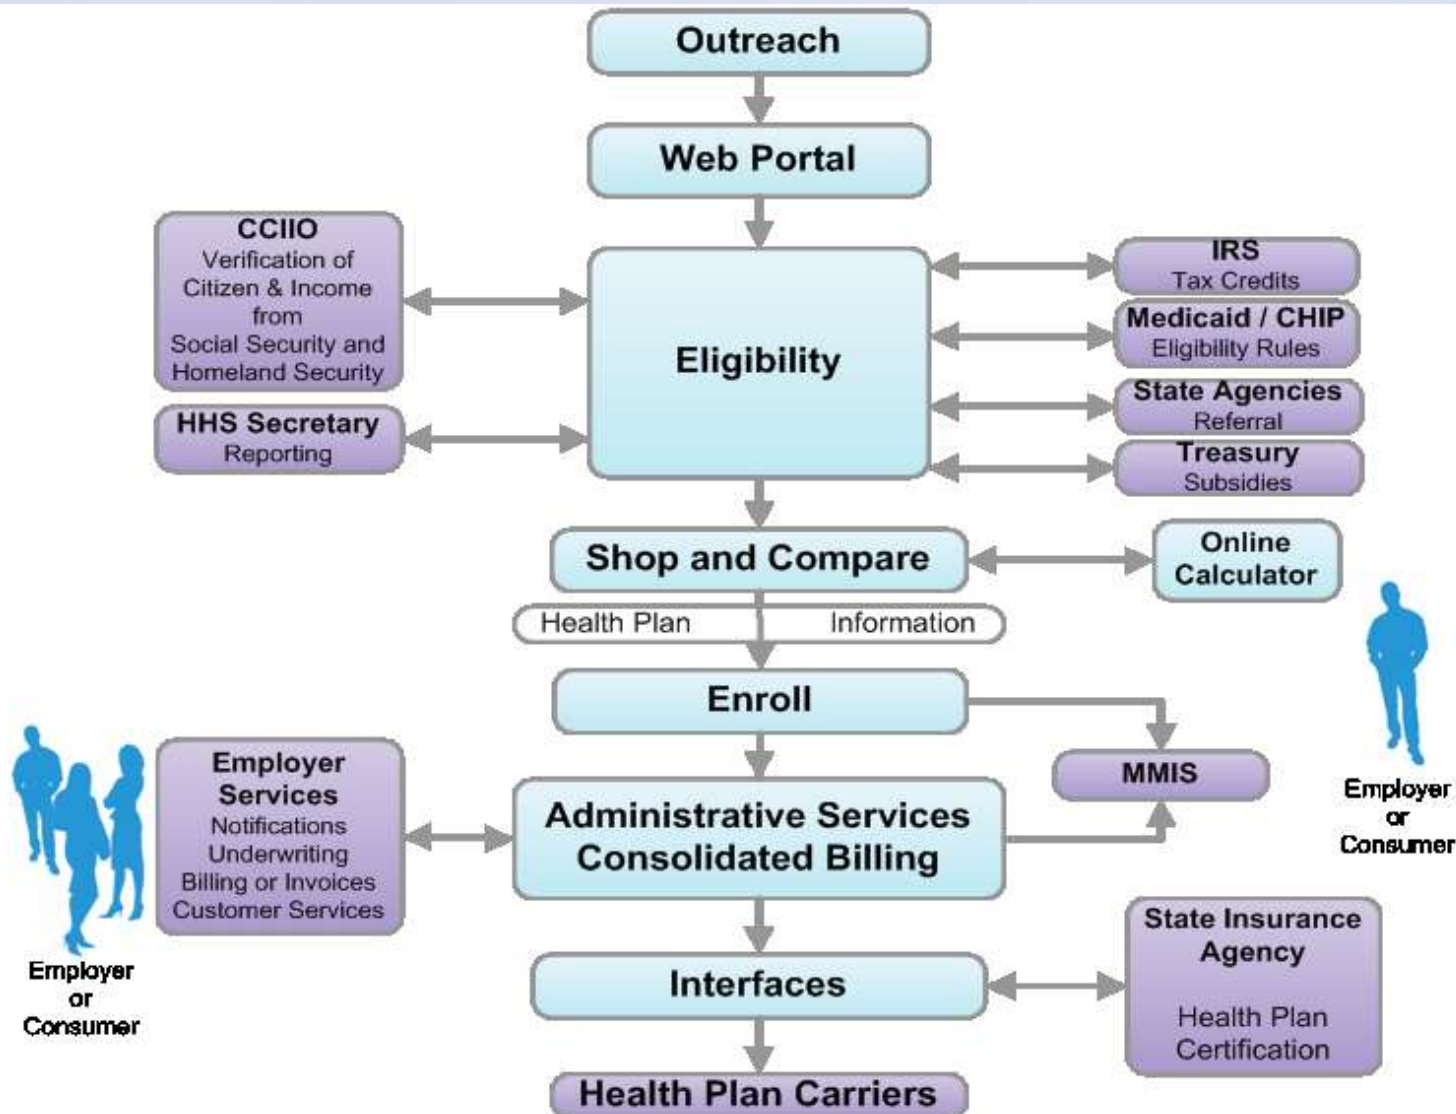 Outreach
Web Portal
CCIIO
Verification of
Citizen & Income
from
Social Security and
Homeland Security
HHS Secretary
Reporting
Eligibility
IRS
Tax Credits
Medicaid / CHIP
Eligibility Rules
State Agencies
Referral
Treasury
Subsidies
Shop and Compare
Online
Calculator
Health Plan Information
Enroll
MMIS
Employer
or
Consumer
Employer
Services
Notifications
Underwriting
Billing or Invoices
Customer Services
Employer
or
Consumer
Administrative Services
Consolidated Billing
Interfaces
State Insurance
Agency
Health Plan
Certification
Health Plan Carriers